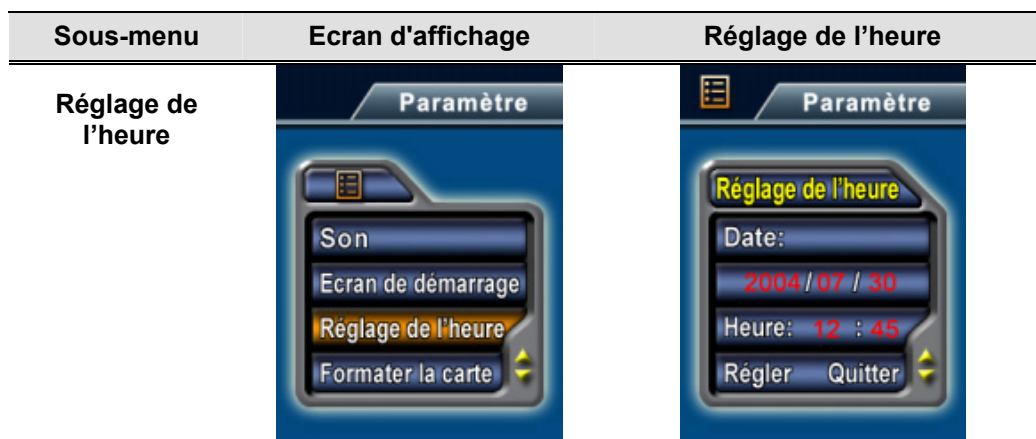 Sous-menu Ecran d'affichage Réglage de l’heure
Réglage de
l’heure
Paramètre
Son
Ecran de démarrage
Réglage de l'heure
Formater la carte
Paramètre
Réglage de l'heure
Date:
2004 / 07 / 30
Heure: 12 : 45
Régler Quitter